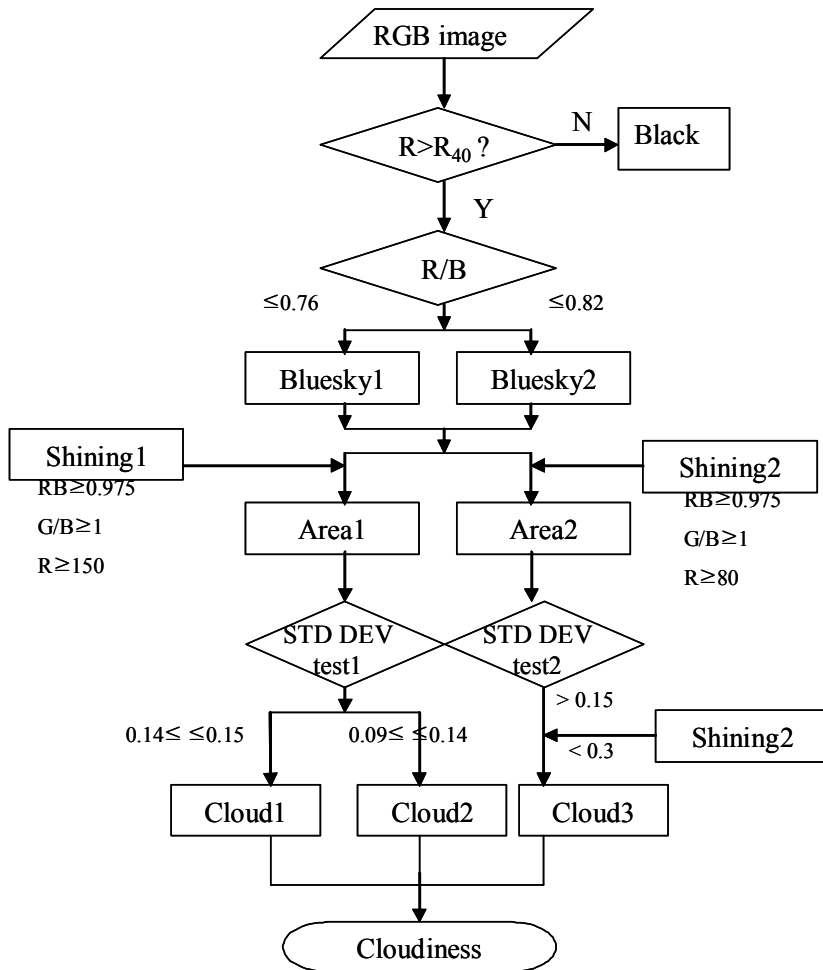 RGB image
R>R40 ?
N
Black
Y
R/B
≤0.76
≤0.82
Bluesky1
Bluesky2
Shining1
RB≥0.975
G/B≥1
R≥150
Shining2
RB≥0.975
G/B≥1
R≥80
Area1
Area2
STD DEV
test1
STD DEV
test2
> 0.15
0.14≤ ≤0.15
0.09≤ ≤0.14
< 0.3
Shining2
Cloud1
Cloud2
Cloud3
Cloudiness